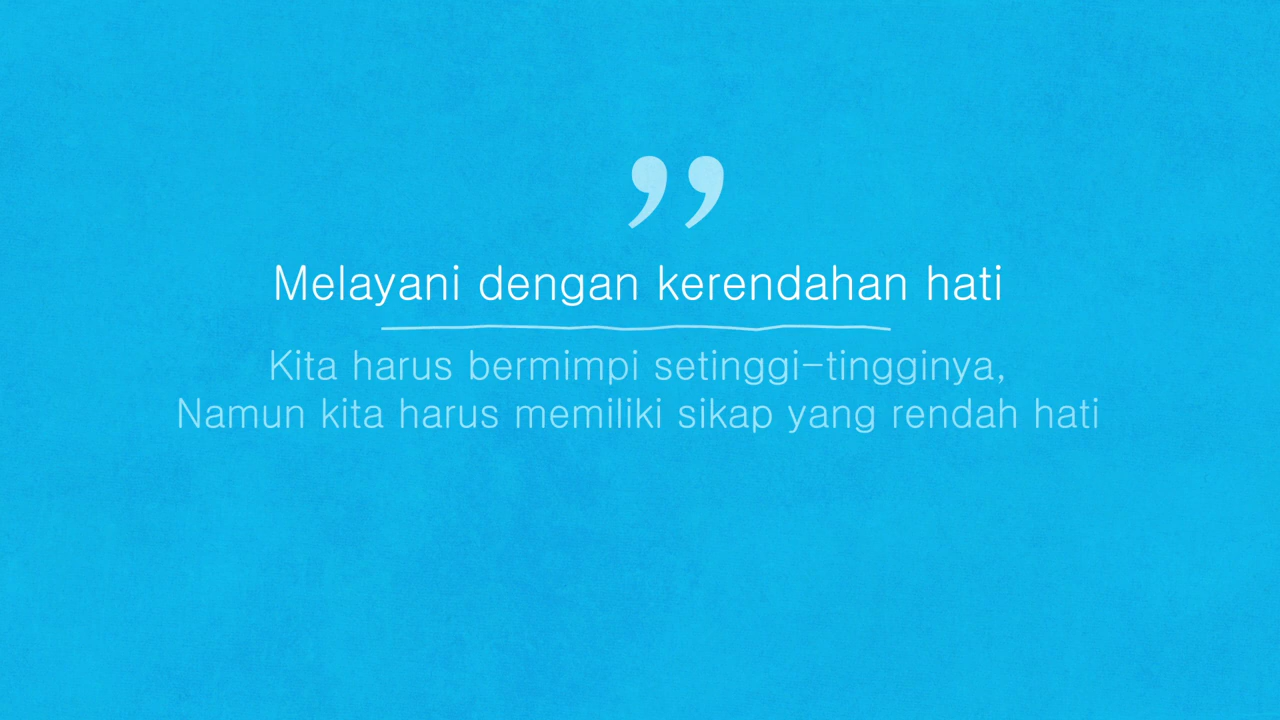 ”
Melayani dengan kerendahan hati
Kita harus bermimpi setinggi-tingginya,
Namun kita harus memiliki sikap yang rendah hati